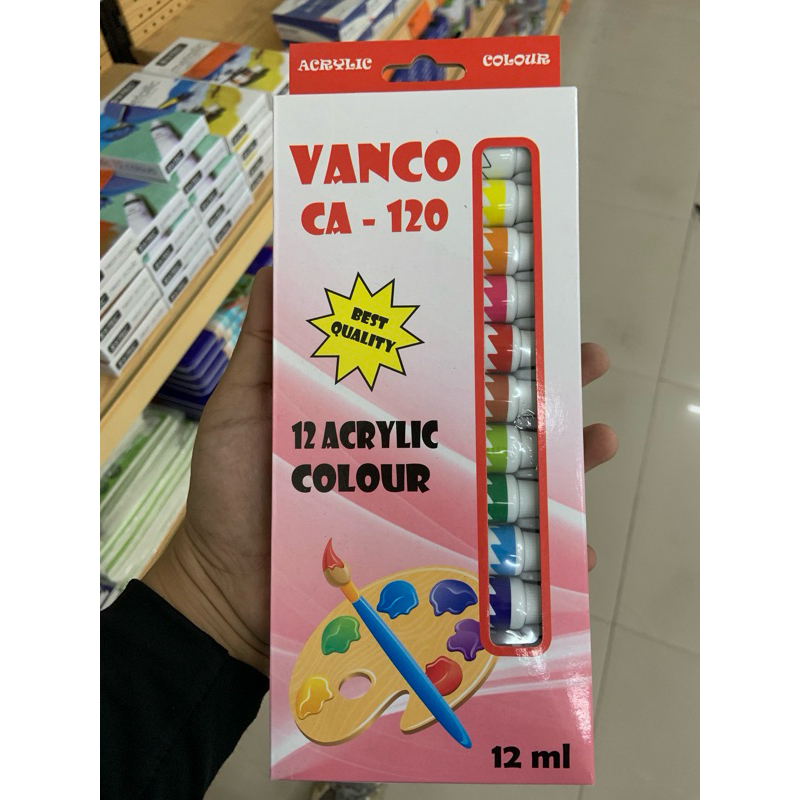 ACRYLIC COLOUR
VANCO
CA - 120
BEST
QUALITY
12 ACRYLIC
COLOUR
12 ml